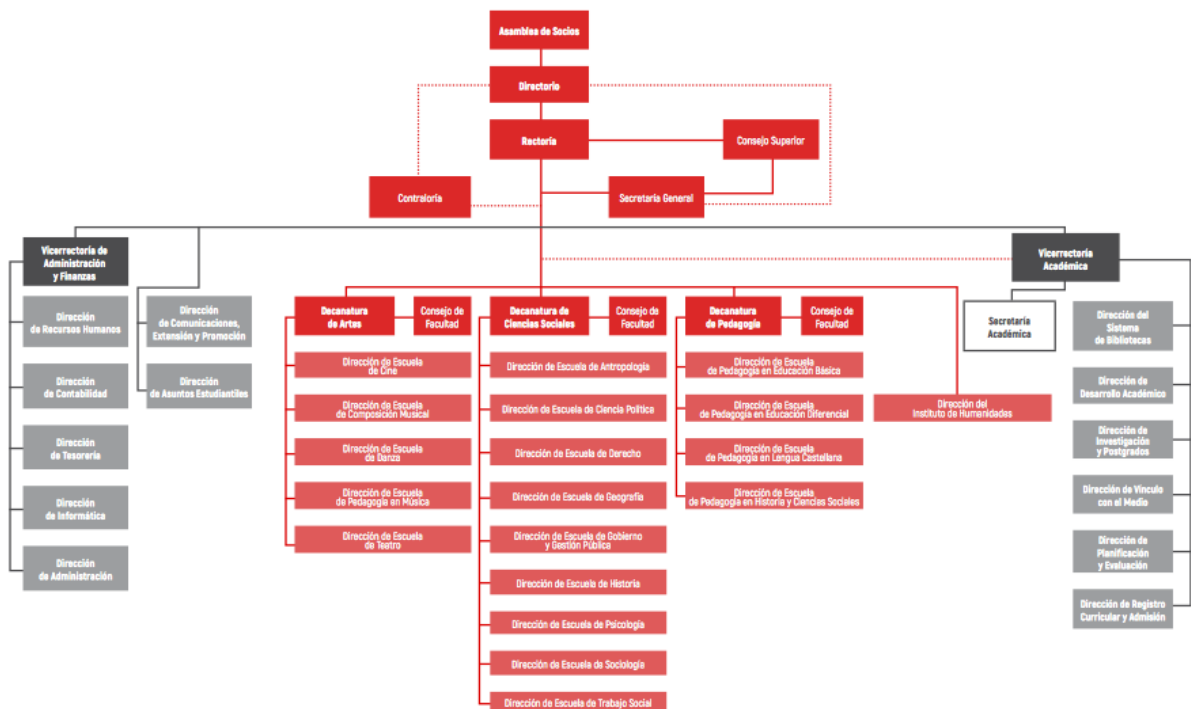 Asamblea de Socios
Directorio
Rectoría
Consejo Superior
Contraloría
Secretaría General
Vicerrectoría de
Administración
y Finanzas
Vicerrectoría
Académica
Dirección
de Recursos Humanos
Dirección
de Contabilidad
Dirección
de Tesorería
Dirección
de Informática
Dirección
de Administración
Dirección
de Comunicaciones,
Extensión y Promoción
Dirección
de Asuntos Estudiantiles
Decanatura
de Artes
Consejo de
Facultad
Dirección de Escuela
de Cine
Dirección de Escuela
de Composición Musical
Dirección de Escuela
de Danza
Dirección de Escuela
de Pedagogía en Música
Dirección de Escuela
de Teatro
Decanatura de
Ciencias Sociales
Consejo de
Facultad
Dirección de Escuela de Antropología
Dirección de Escuela de Ciencia Política
Dirección de Escuela de Derecho
Dirección de Escuela de Geografía
Dirección de Escuela de Gobierno
y Gestión Pública
Dirección de Escuela de Historia
Dirección de Escuela de Psicología
Dirección de Escuela de Sociología
Dirección de Escuela de Trabajo Social
Decanatura
de Pedagogía
Consejo de
Facultad
Dirección de Escuela
de Pedagogía en Educación Básica
Dirección de Escuela
de Pedagogía en Educación Diferencial
Dirección de Escuela
de Pedagogía en Lengua Castellana
Dirección de Escuela
de Pedagogía en Historia y Ciencias Sociales
Dirección del
Instituto de Humanidades
Secretaría
Académica
Dirección del
Sistema
de Bibliotecas
Dirección de
Desarrollo Académico
Dirección de
Investigación
y Postgrados
Dirección de Vínculo
con el Medio
Dirección de
Planificación
y Evaluación
Dirección de Registro
Curricular y Admisión